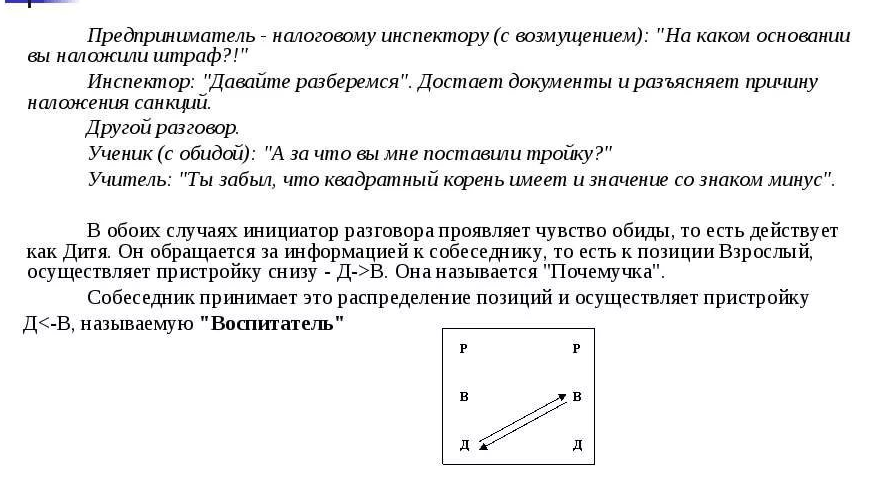 Предприниматель - налоговому инспектору (с возмущением): "На каком основании
вы наложили штраф?!"
Инспектор: "Давайте разберемся". Достает документы и разъясняет причину
наложения санкций.
Другой разговор.
Ученик (с обидой): "А за что вы мне поставили тройку?"
Учитель: "Ты забыл, что квадратный корень имеет и значение со знаком минус".
В обоих случаях инициатор разговора проявляет чувство обиды, то есть действует
как Дитя. Он обращается за информацией к собеседнику, то есть к позиции Взрослый,
осуществляет пристройку снизу - Д->В. Она называется "Почемучка".
Собеседник принимает это распределение позиций и осуществляет пристройку
Д<-В, называемую "Воспитатель"
Р Р
В В
Д Д